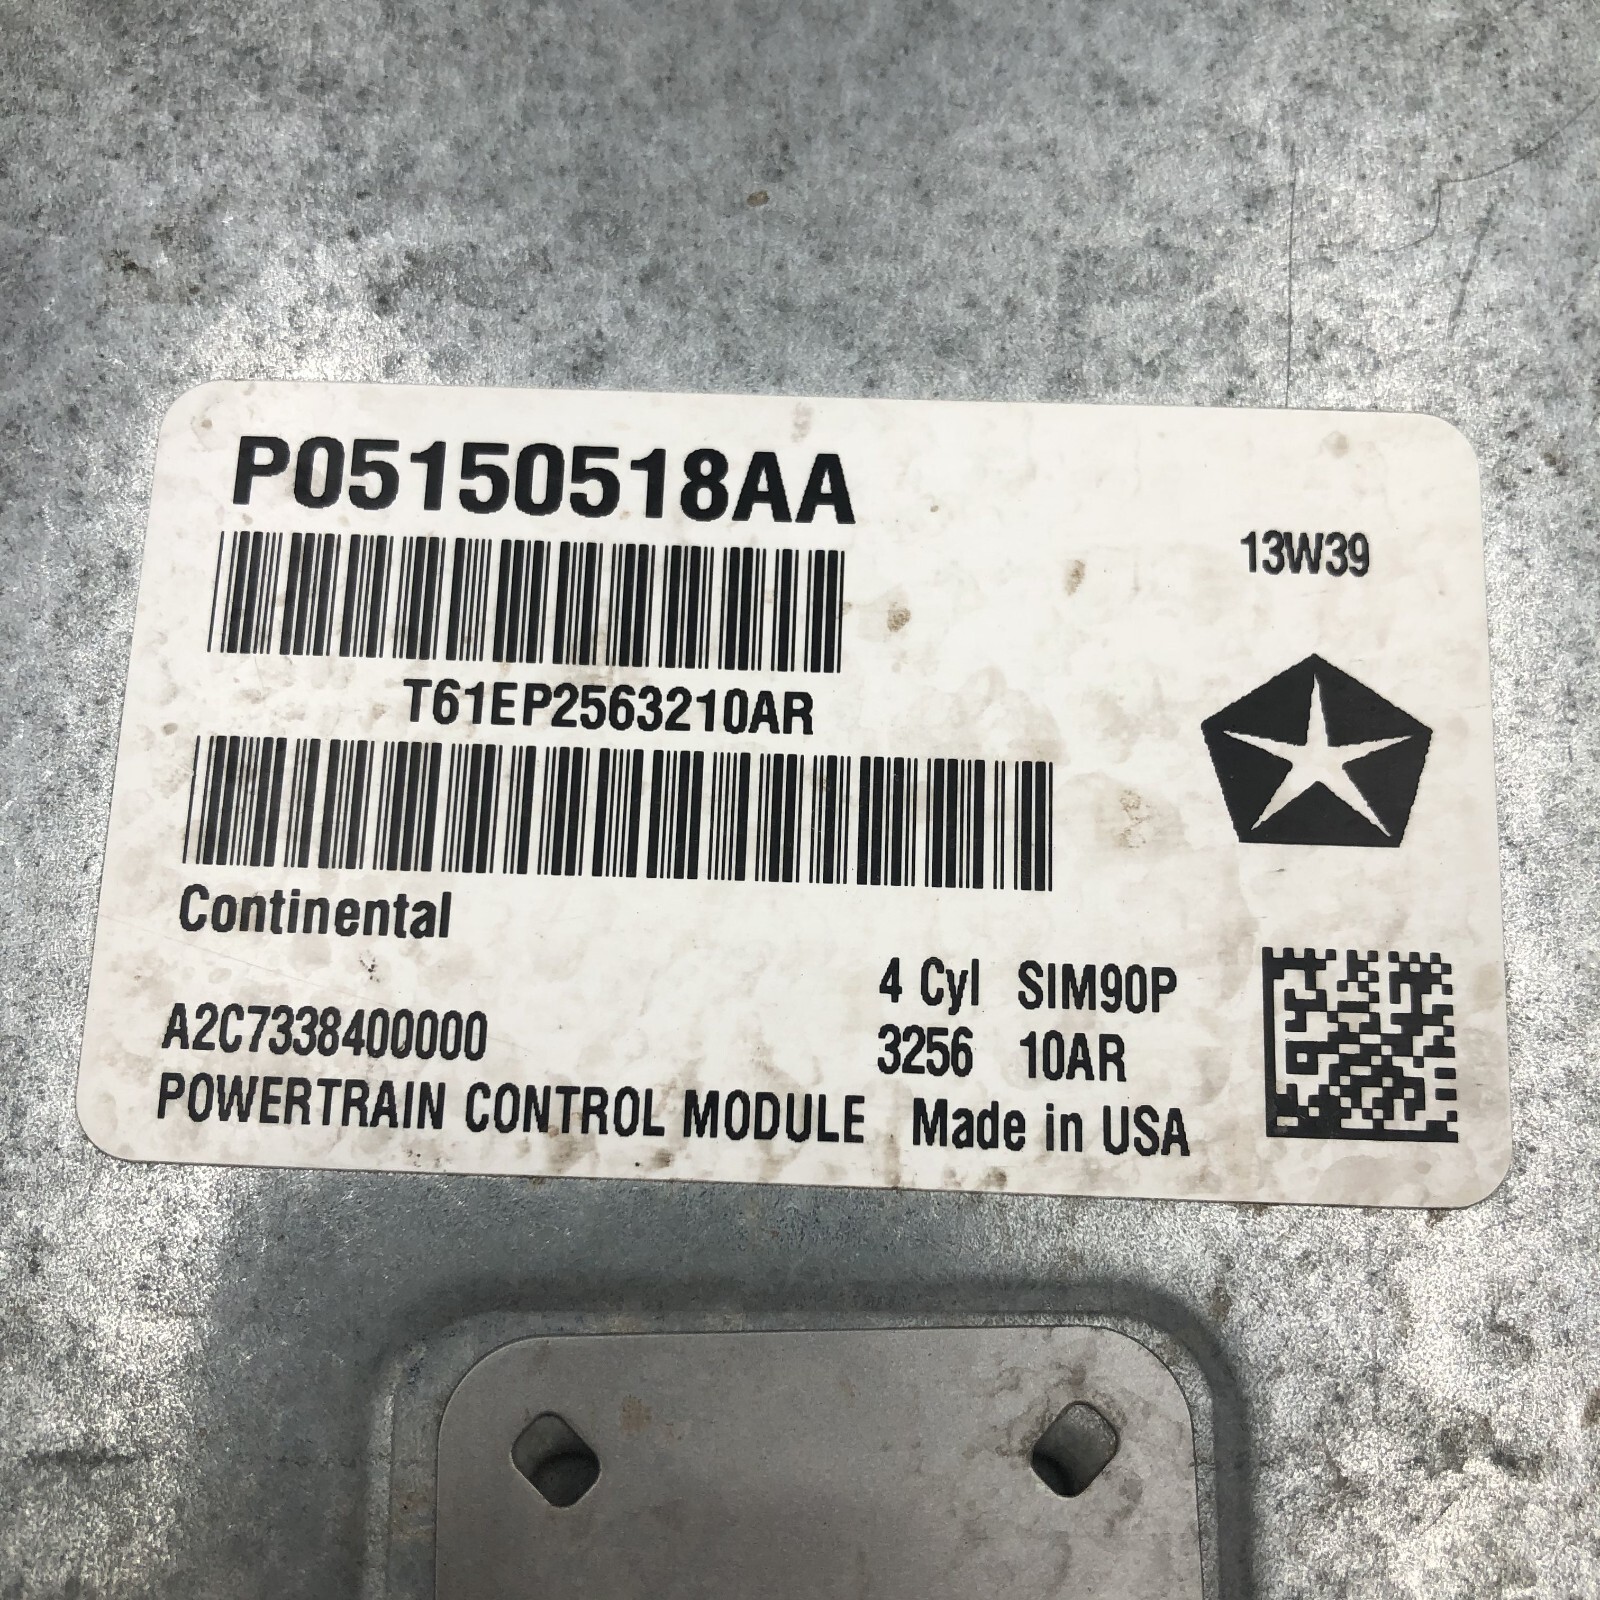 P05150518AA
13W39
T61EP2563210AR
Continental
4 Cyl SIM90P
A2C7338400000
3256 10AR
POWERTRAIN CONTROL MODULE Made in USA